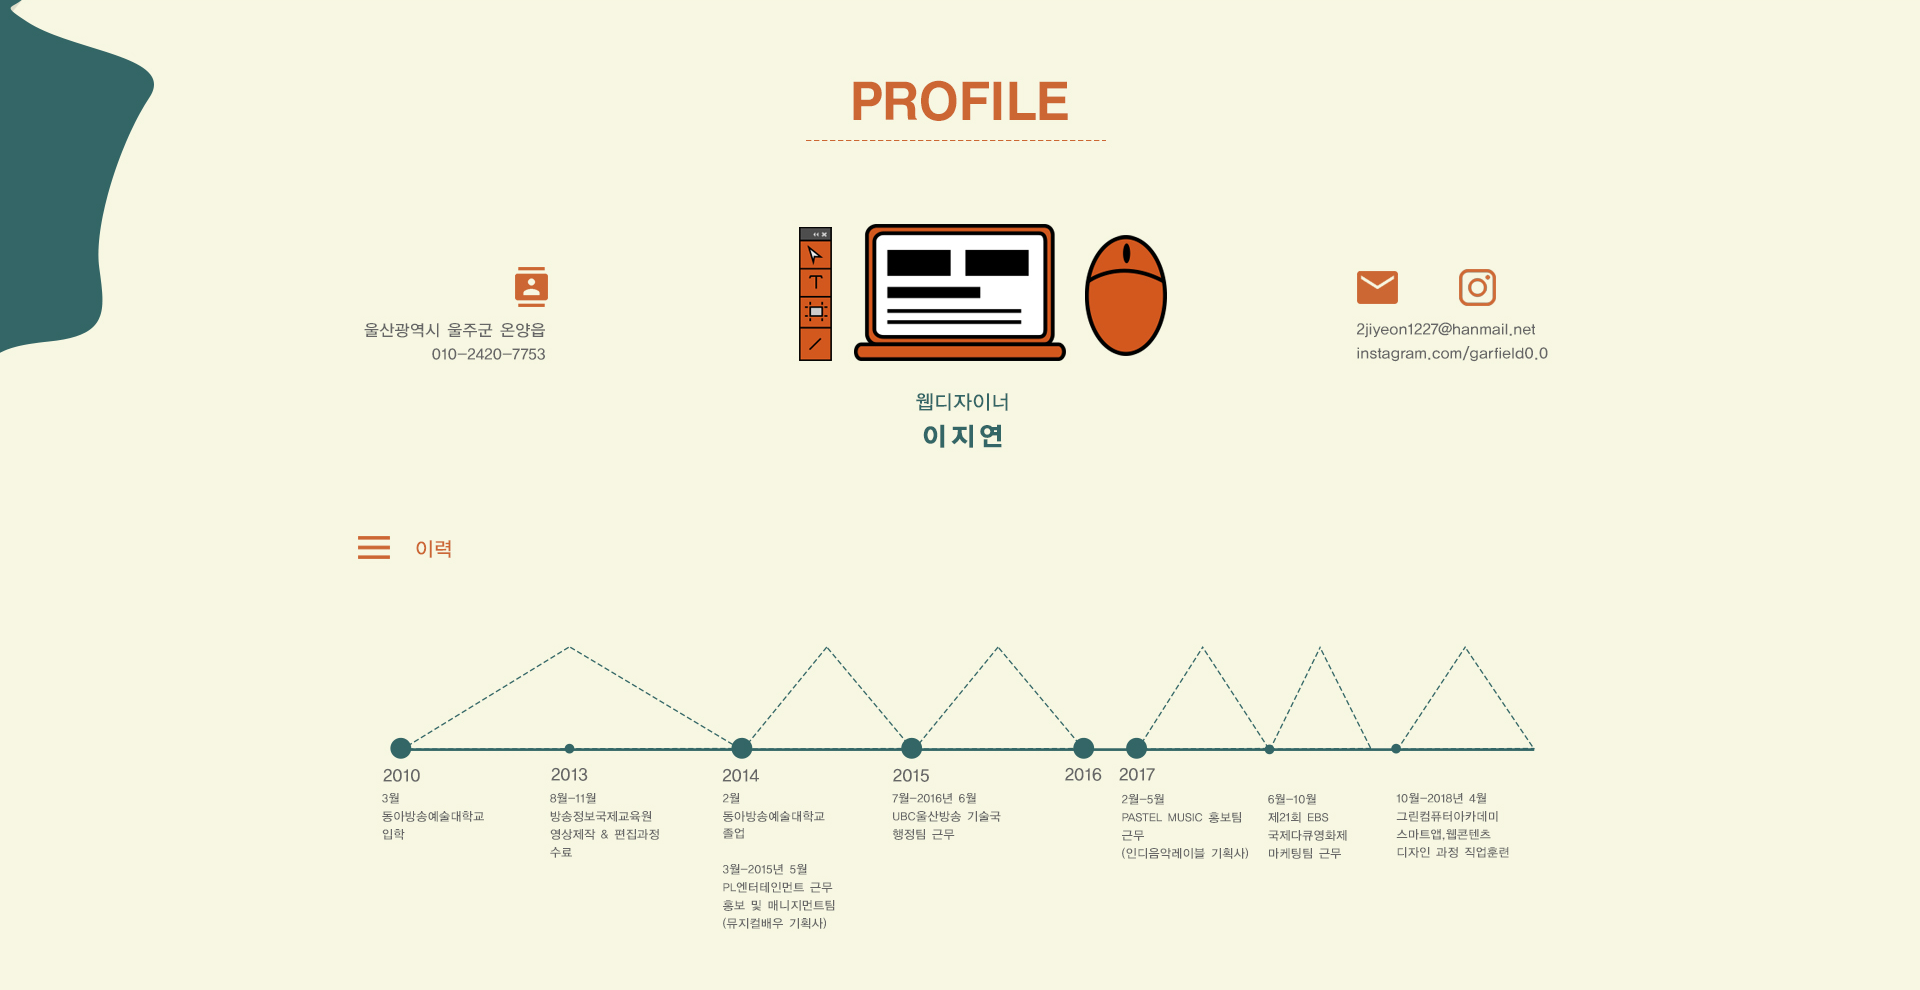 PROFILE
울산광역시 울주군 온양읍
010-2420-7753
T
2jiyeon1227@hanmail.net
instagram.com/garfield0.0
웹디자이너
이지연
이력
2010
3월
동아방송예술대학교
입학
2013
8월-11월
방송정보국제교육원
영상제작 & 편집과정
수료
2014
2월
동아방송예술대학교
졸업
3월-2015년 5월
PL엔터테인먼트 근무
홍보 및 매니지먼트팀
(뮤지컬배우 기획사)
2015
7월-2016년 6월
UBC울산방송 기술국
행정팀 근무
2016
2017
2월-5월
PASTEL MUSIC 홍보팀
근무
(인디음악레이블 기획사)
6월-10월
제21회 EBS
국제다큐영화제
마케팅팀 근무
10월-2018년 4월
그린컴퓨터아카데미
스마트앱,웹콘텐츠
디자인 과정 직업훈련